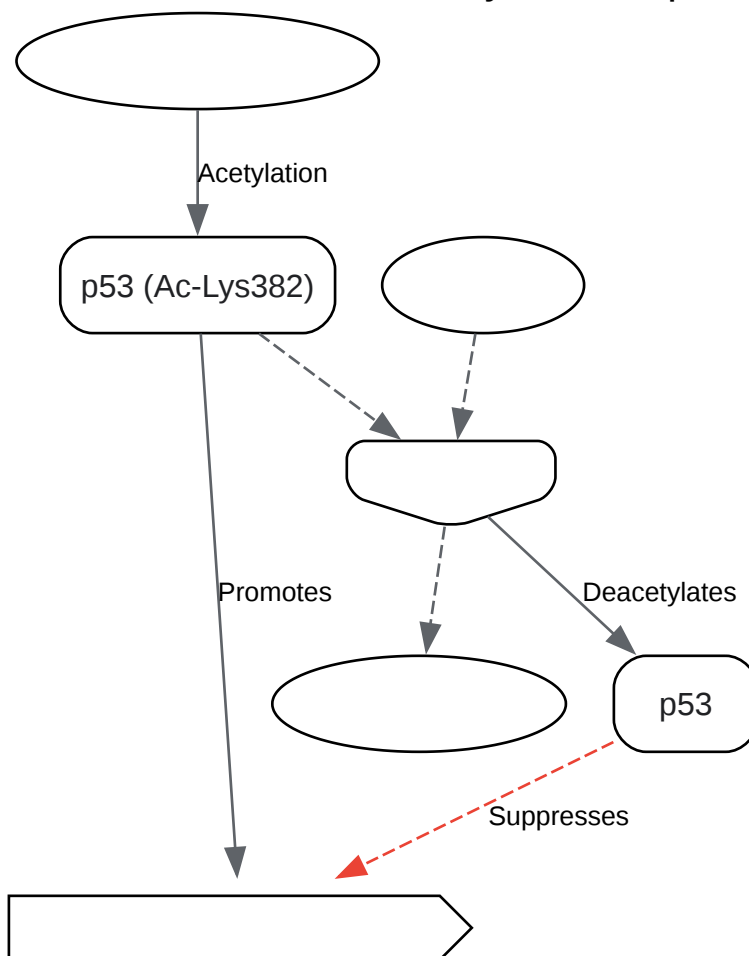 Acetylation
p53 (Ac-Lys382)
Promotes
Deacetylates
p53
Suppresses